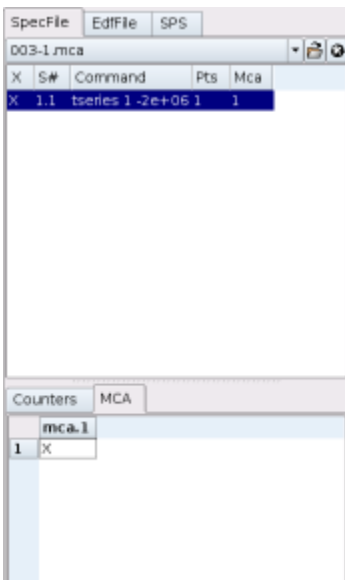 SpecFile EdfFile SPS
003-1.mca
X S# Command Pts Mca
X 1.1 tseries 1 -2e+06 1 1
Counters MCA
mca.1
1 X